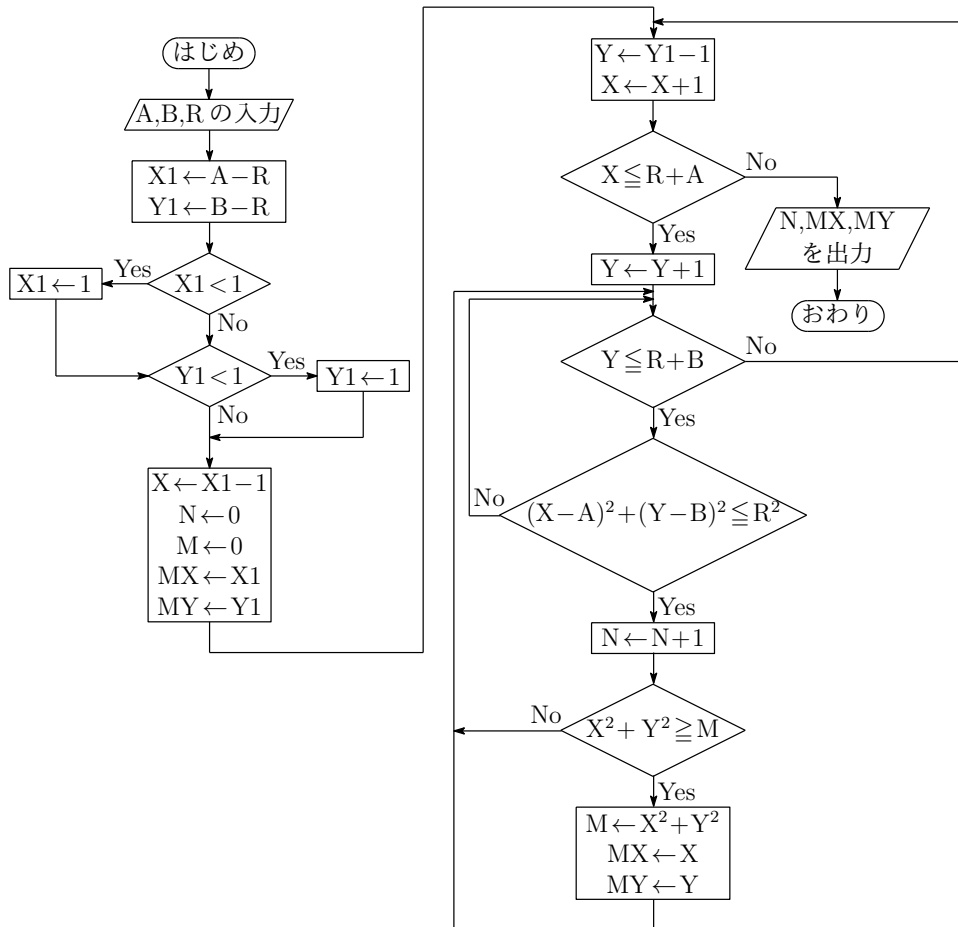 はじめ
A,B,R の入力
X1←A−R
Y1←B−R
X1<1
Yes
X1←1
No
Y1<1
Yes
Y1←1
No
X←X1−1
N←0
M←0
MX←X1
MY←Y1
Y←Y1−1
X←X+1
X≦R+A
No
N,MX,MY
を出力
おわり
Yes
Y←Y+1
Y≦R+B
No
Yes
(X−A)²+(Y−B)²≦R²
No
Yes
N←N+1
X²+ Y²≧M
No
Yes
M←X²+Y²
MX←X
MY←Y